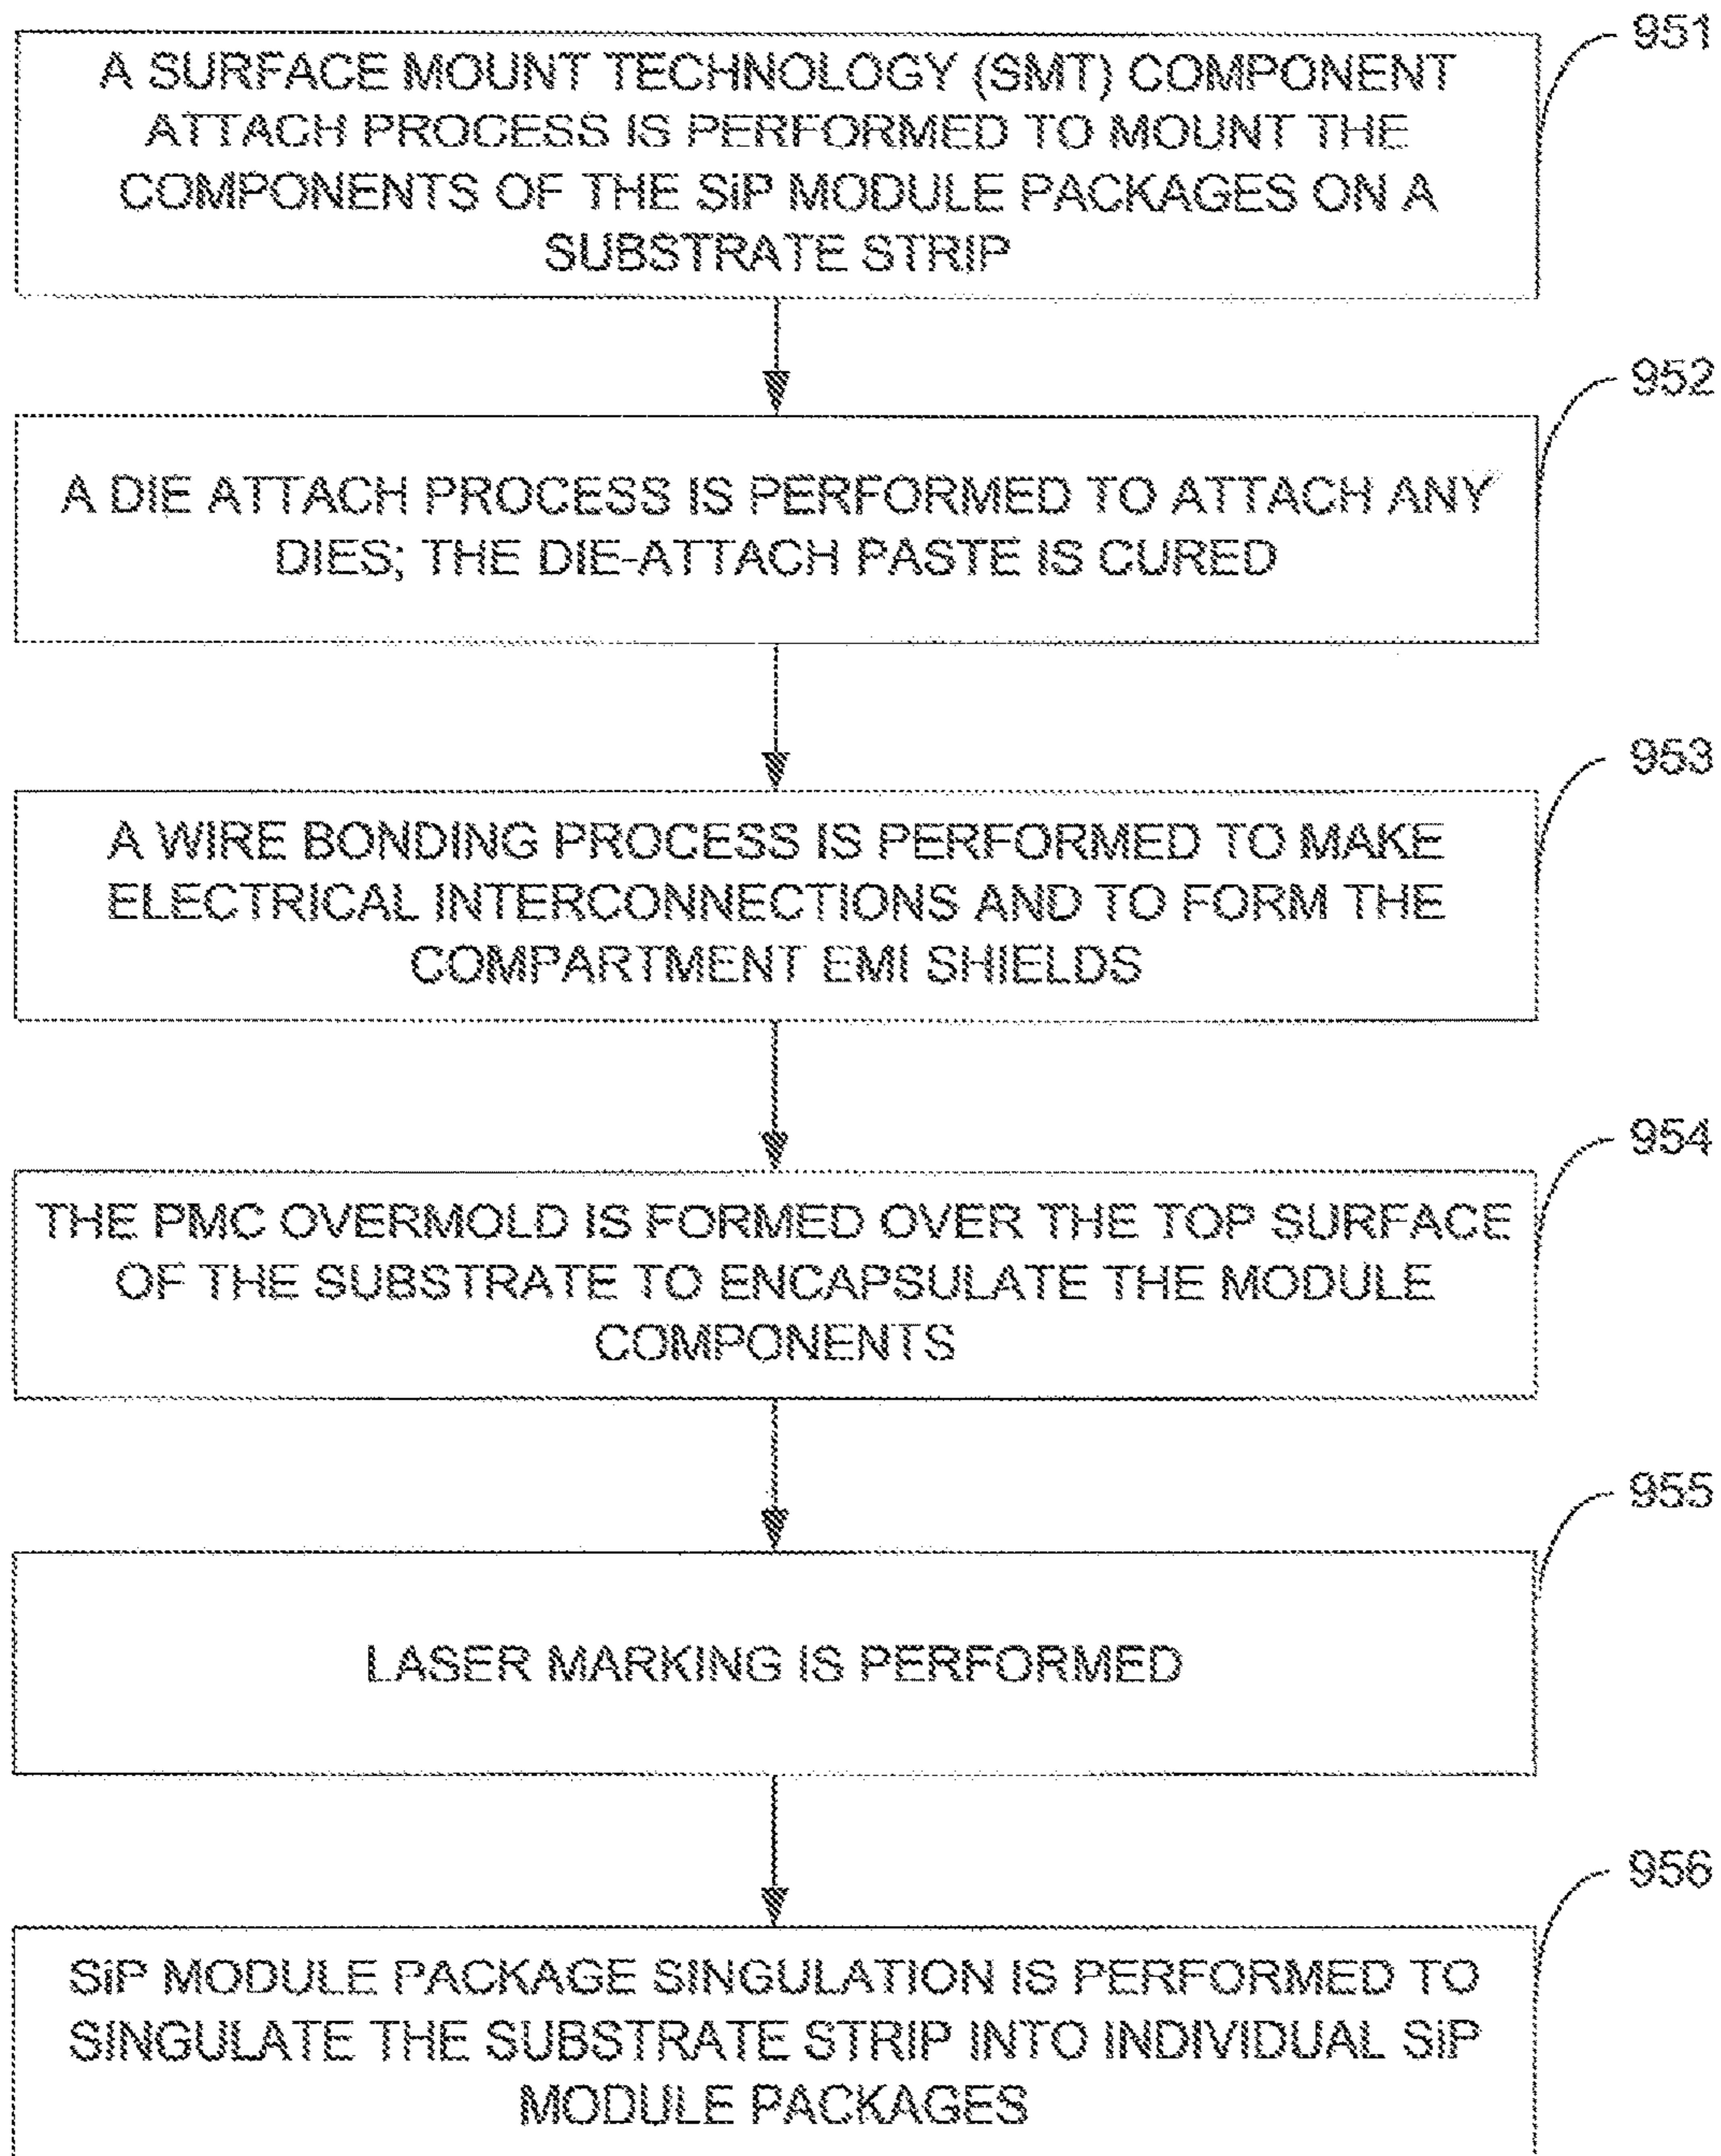 951
A SURFACE MOUNT TECHNOLOGY (SMT) COMPONENT
ATTACH PROCESS IS PERFORMED TO MOUNT THE
COMPONENTS OF THE SiP MODULE PACKAGES ON A
SUBSTRATE STRIP
952
A DIE ATTACH PROCESS IS PERFORMED TO ATTACH ANY
DIES; THE DIE-ATTACH PASTE IS CURED
953
A WIRE BONDING PROCESS IS PERFORMED TO MAKE
ELECTRICAL INTERCONNECTIONS AND TO FORM THE
COMPARTMENT EMI SHIELDS
954
THE PMC OVERMOLD IS FORMED OVER THE TOP SURFACE
OF THE SUBSTRATE TO ENCAPSULATE THE MODULE
COMPONENTS
955
LASER MARKING IS PERFORMED
956
SiP MODULE PACKAGE SINGULATION IS PERFORMED TO
SINGULATE THE SUBSTRATE STRIP INTO INDIVIDUAL SiP
MODULE PACKAGES